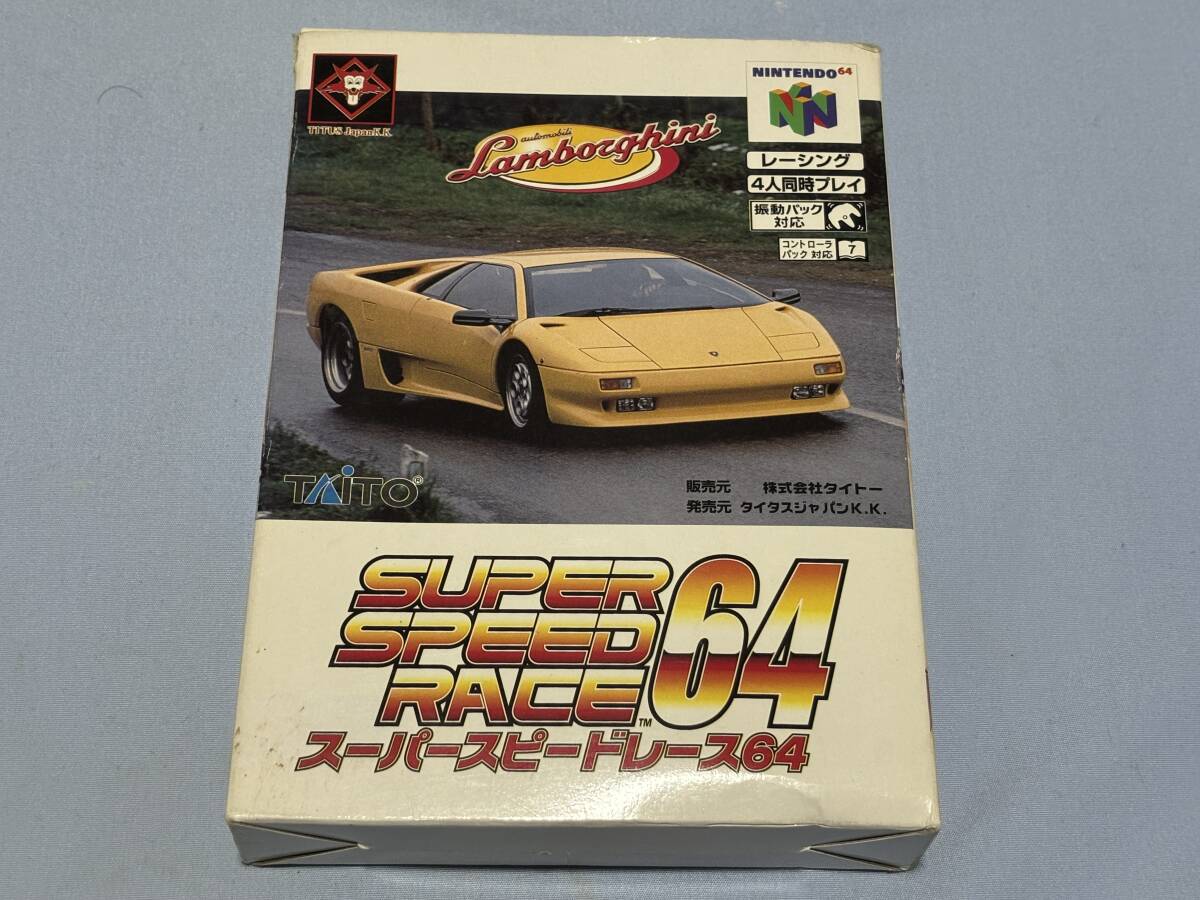 TITUS Japan K.K.
automobili
Lamborghini
NINTENDO64
レーシング
4人同時プレイ
振動パック
対応
コントローラ
パック 対応
7
TAiTO®
販売元 株式会社タイトー
発売元 タイタスジャパンK.K.
SUPER
SPEED
RACE™
64
スーパースピードレース64